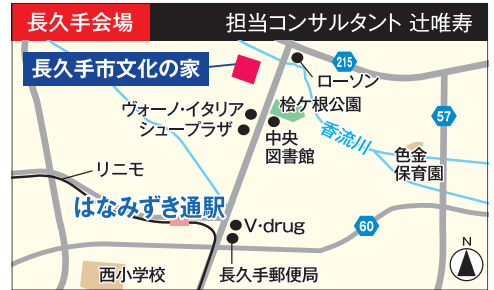 長久手会場
担当コンサルタント 辻唯寿
215
長久手市文化の家
ローソン
ヴォーノ・イタリア
桧ケ根公園
57
シュープラザ
中央
図書館
香流川
色金
保育園
リニモ
はなみずき通駅
V・drug
60
N
西小学校
長久手郵便局